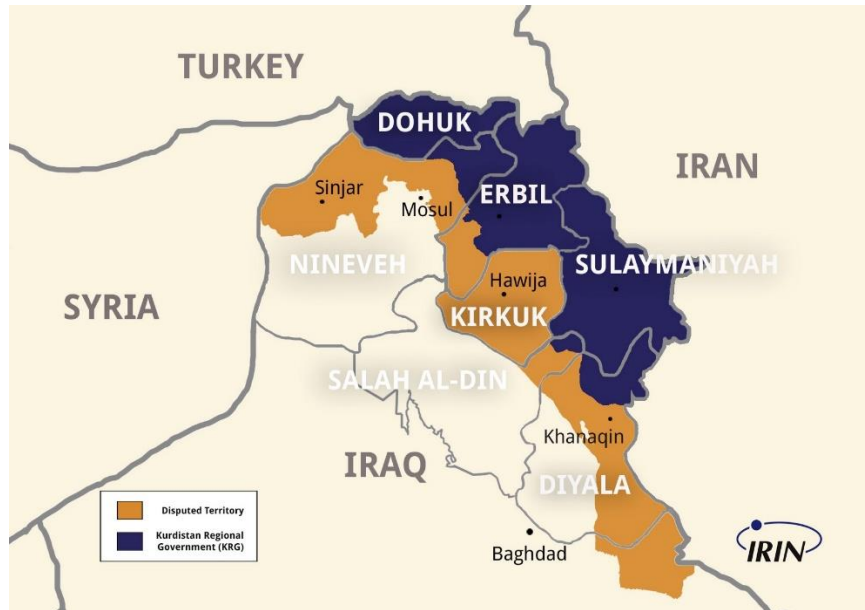 TURKEY
DOHUK
IRAN
Sinjar
ERBIL
Mosul
NINEVEH
SULAYMANIYAH
Hawija
SYRIA
KIRKUK
SALAH AL-DIN
Khanaqin
IRAQ
DIYALA
Disputed Territory
Kurdistan Regional
Government (KRG)
Baghdad
IRIN